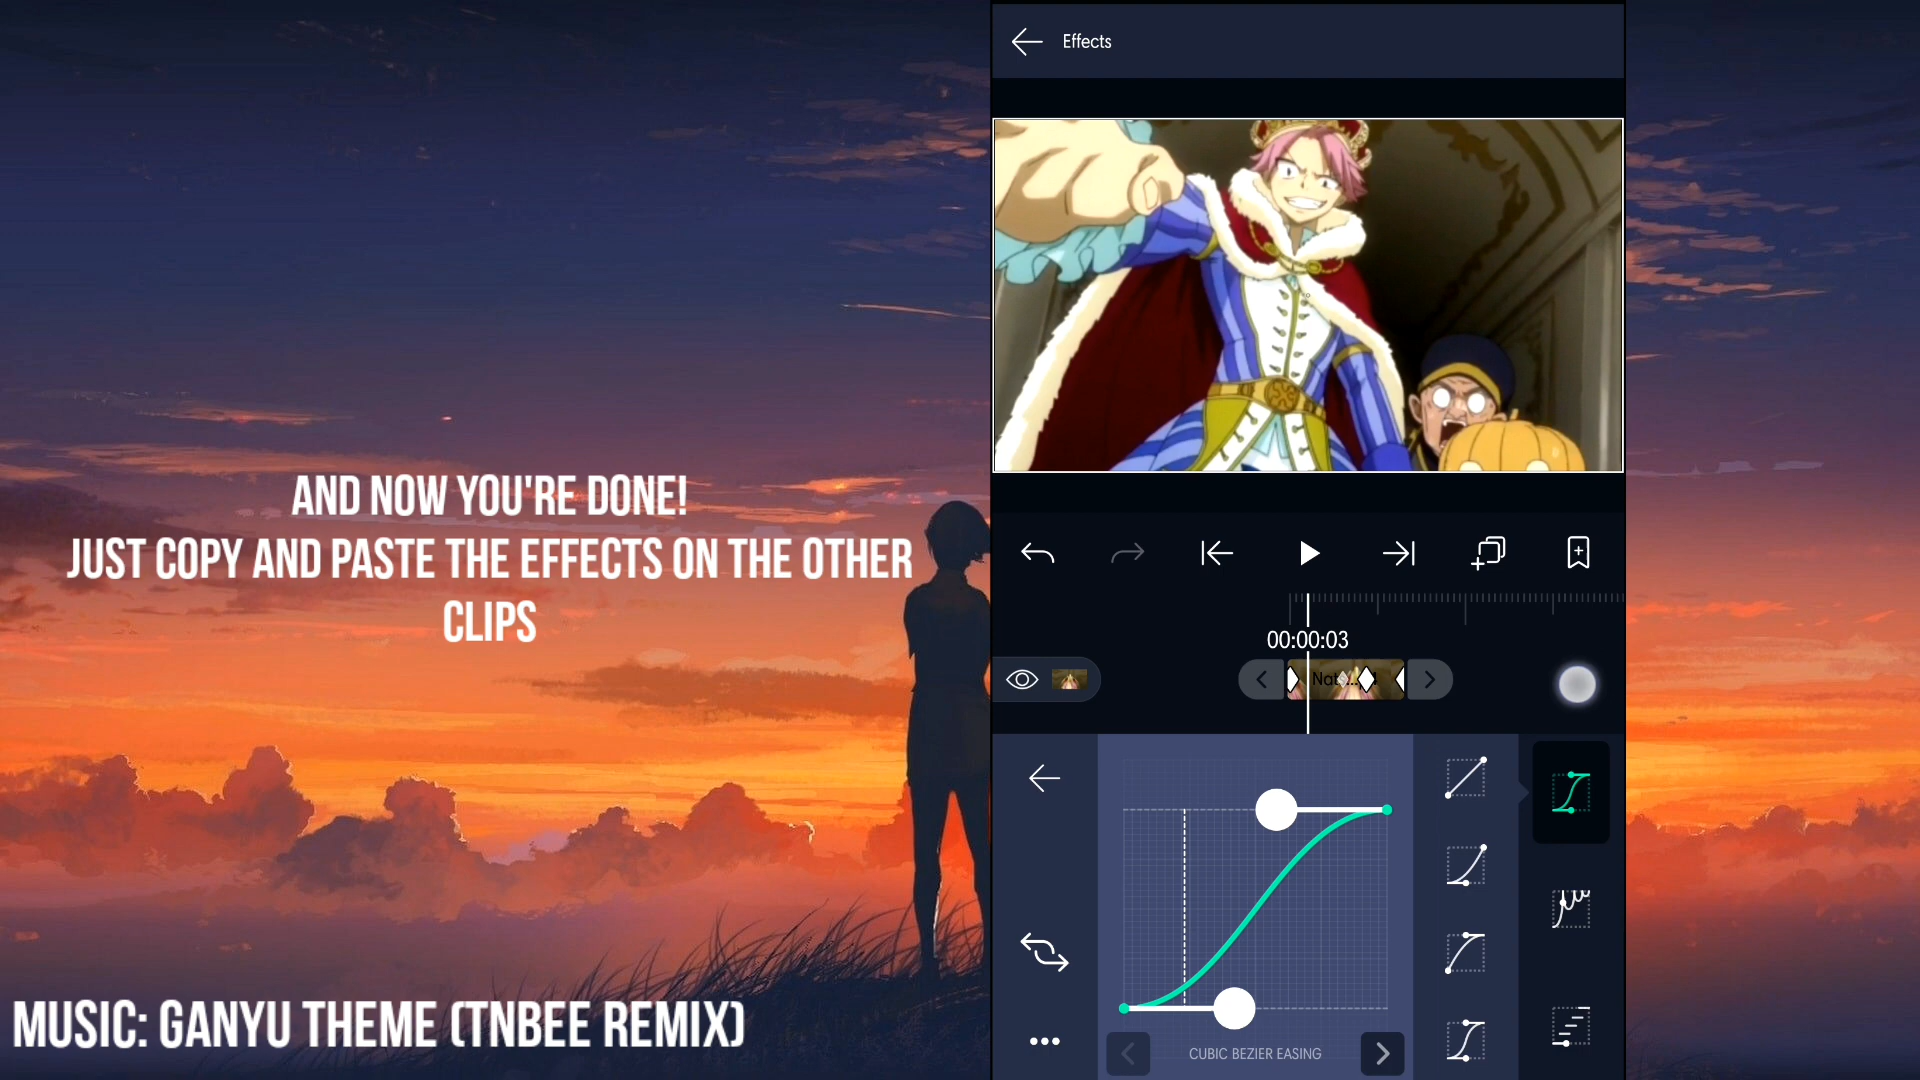 Effects
AND NOW YOU'RE DONE!
JUST COPY AND PASTE THE EFFECTS ON THE OTHER
CLIPS
00:00:03
Nat
MUSIC: GANYU THEME (TNBEE REMIX)
CUBIC BEZIER EASING